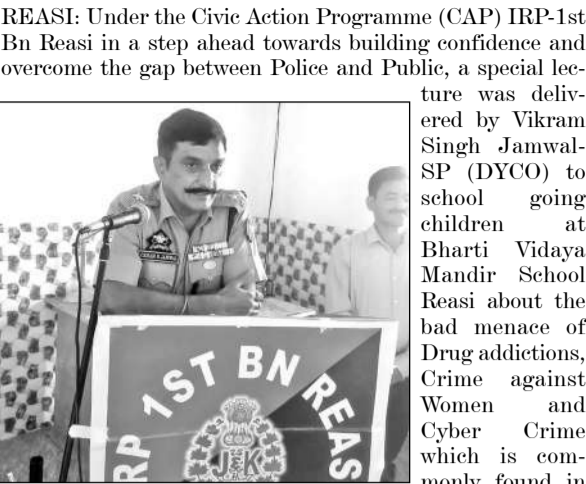 REASI: Under the Civic Action Programme (CAP) IRP-1st
Bn Reasi in a step ahead towards building confidence and
overcome the gap between Police and Public, a special lec-
ture was deliv-
ered by Vikram
Singh Jamwal-
SP (DYCO) to
school going
children at
Bharti Vidaya
Mandir School
Reasi about the
bad menace of
Drug addictions,
Crime against
Women and
Cyber Crime
which is com-
monly found in
RP 1ST BN REAS
J&K